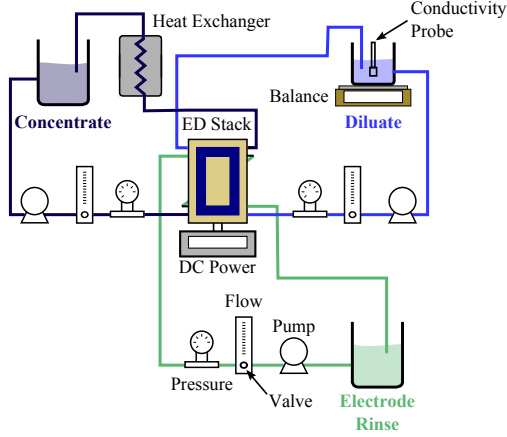 Conductivity
Probe
Heat Exchanger
Balance
Concentrate
ED Stack
Diluate
DC Power
Flow
Pump
Pressure
Valve
Electrode
Rinse